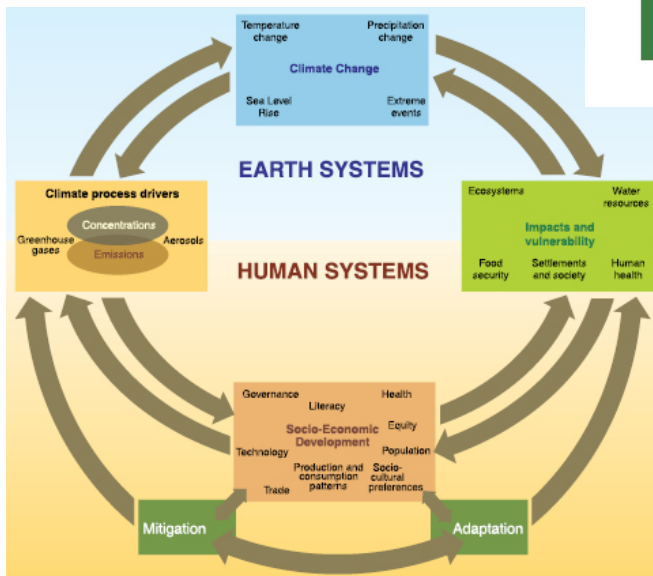 Temperature change
Precipitation change
Climate Change
Sea Level Rise
Extreme events
EARTH SYSTEMS
Climate process drivers
Concentrations
Greenhouse gases
Aerosols
Emissions
Ecosystems
Water resources
Impacts and vulnerability
Food security
Settlements and society
Human health
HUMAN SYSTEMS
Governance
Literacy
Health
Socio-Economic Development
Equity
Technology
Population
Production and consumption patterns
Socio-cultural preferences
Trade
Mitigation
Adaptation